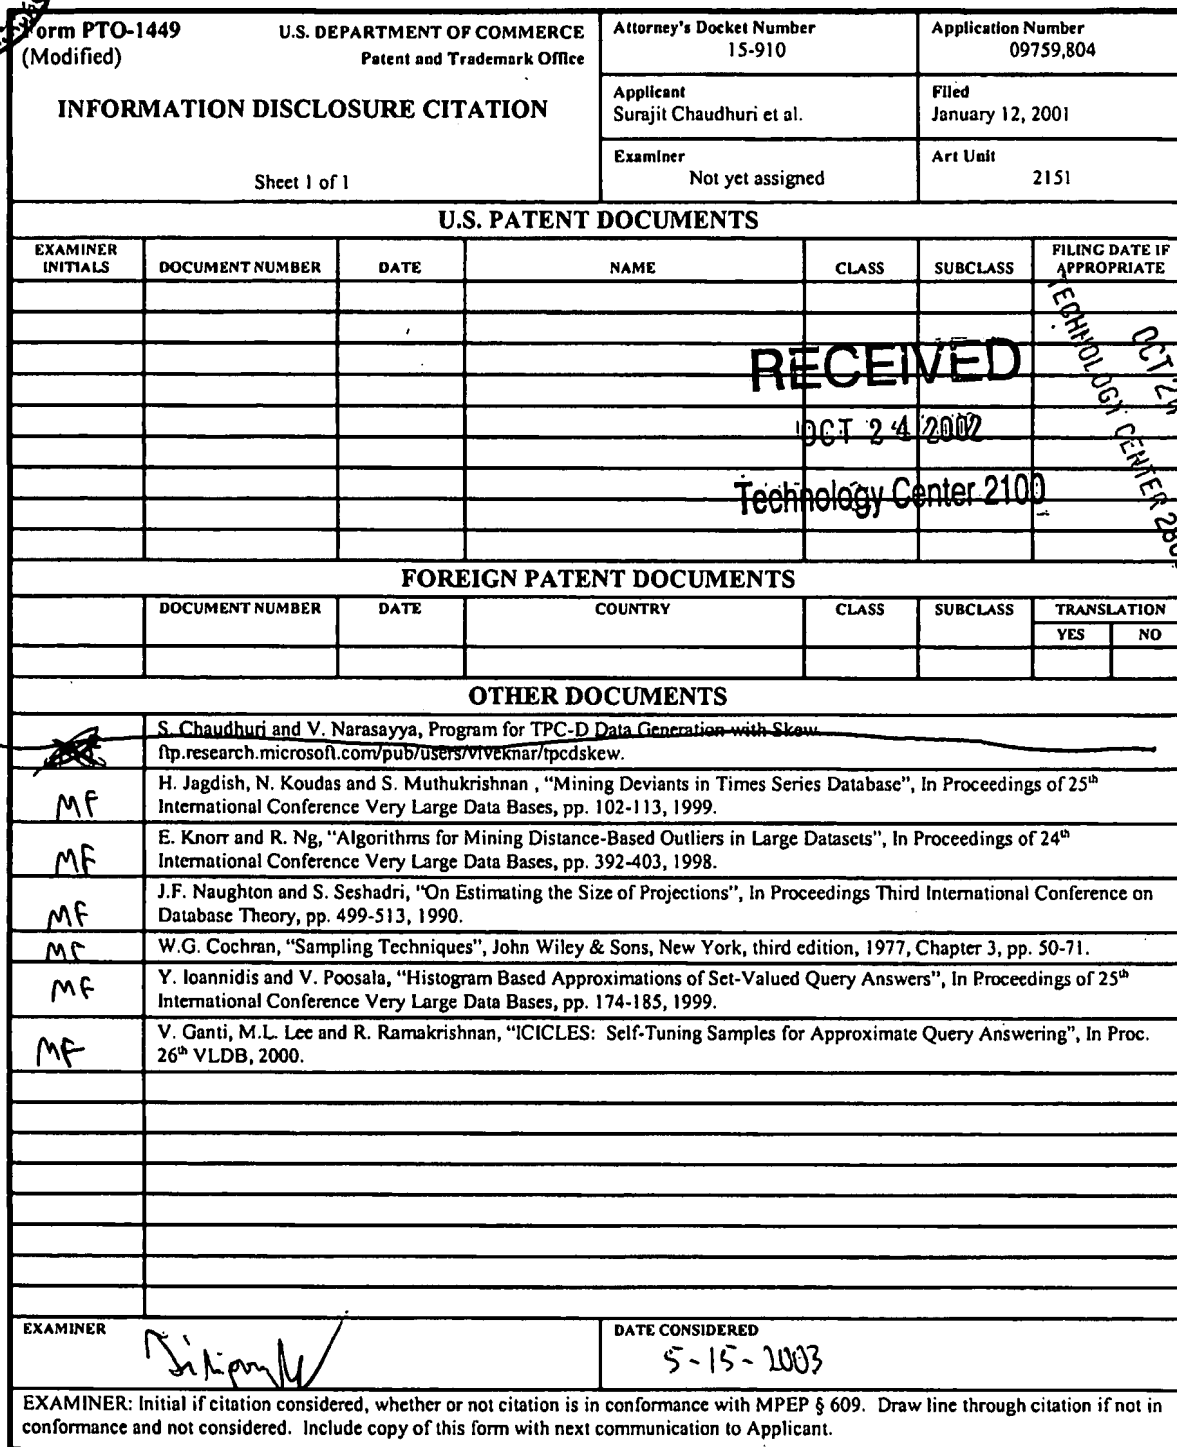 Form PTO-1449 U.S. DEPARTMENT OF COMMERCE
(Modified) Patent and Trademark Office
INFORMATION DISCLOSURE CITATION
Sheet 1 of 1
Attorney's Docket Number
15-910
Application Number
09759,804
Applicant
Surajit Chaudhuri et al.
Filed
January 12, 2001
Examiner
Not yet assigned
Art Unit
2151
U.S. PATENT DOCUMENTS
EXAMINER INITIALS DOCUMENT NUMBER DATE NAME CLASS SUBCLASS FILING DATE IF APPROPRIATE
RECEIVED
OCT 24 2002
Technology Center 2100
OCT 24
TECHNOLOGY CENTER
FOREIGN PATENT DOCUMENTS
DOCUMENT NUMBER DATE COUNTRY CLASS SUBCLASS TRANSLATION
YES NO
OTHER DOCUMENTS
S. Chaudhuri and V. Narasayya, Program for TPC-D Data Generation with Skew.
ftp.research.microsoft.com/pub/users/viveknar/tpcdskew.
MF H. Jagdish, N. Koudas and S. Muthukrishnan , "Mining Deviants in Times Series Database", In Proceedings of 25th
International Conference Very Large Data Bases, pp. 102-113, 1999.
MF E. Knorr and R. Ng, "Algorithms for Mining Distance-Based Outliers in Large Datasets", In Proceedings of 24th
International Conference Very Large Data Bases, pp. 392-403, 1998.
MF J.F. Naughton and S. Seshadri, "On Estimating the Size of Projections", In Proceedings Third International Conference on
Database Theory, pp. 499-513, 1990.
MF W.G. Cochran, "Sampling Techniques", John Wiley & Sons, New York, third edition, 1977, Chapter 3, pp. 50-71.
MF Y. Ioannidis and V. Poosala, "Histogram Based Approximations of Set-Valued Query Answers", In Proceedings of 25th
International Conference Very Large Data Bases, pp. 174-185, 1999.
MF V. Ganti, M.L. Lee and R. Ramakrishnan, "ICICLES: Self-Tuning Samples for Approximate Query Answering", In Proc.
26th VLDB, 2000.
EXAMINER
DATE CONSIDERED
5-15-2003
EXAMINER: Initial if citation considered, whether or not citation is in conformance with MPEP § 609. Draw line through citation if not in
conformance and not considered. Include copy of this form with next communication to Applicant.